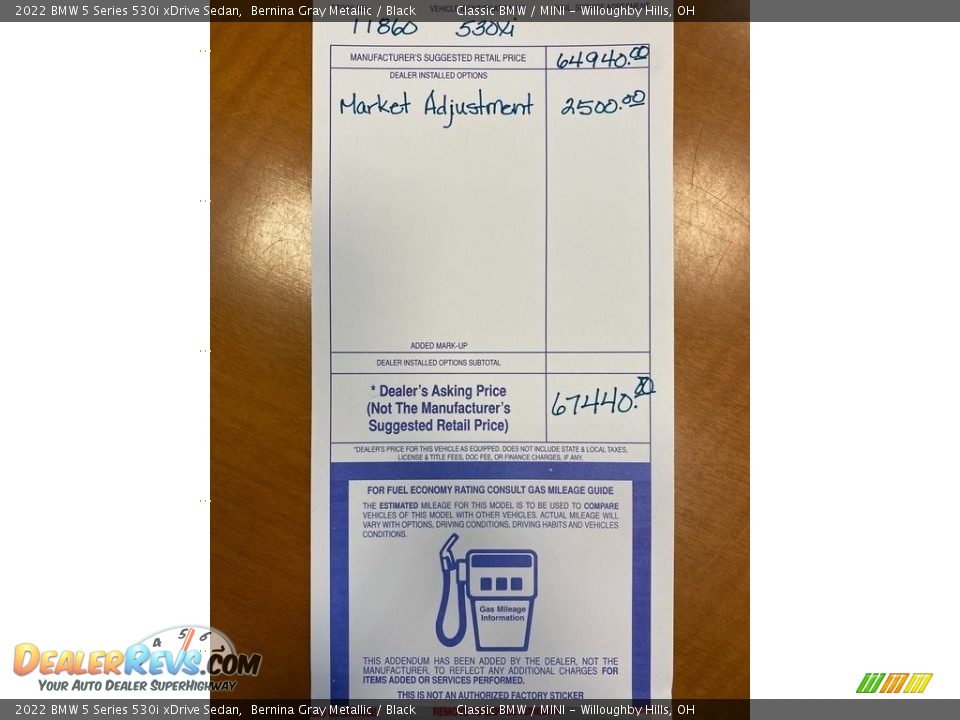 2022 BMW 5 Series 530i xDrive Sedan, Bernina Gray Metallic / Black Classic BMW / MINI - Willoughby Hills, OH
11860 530xi
MANUFACTURER'S SUGGESTED RETAIL PRICE 64940.00
DEALER INSTALLED OPTIONS
Market Adjustment 2500.00
ADDED MARK-UP
DEALER INSTALLED OPTIONS SUBTOTAL
* Dealer's Asking Price
(Not The Manufacturer's
Suggested Retail Price)
67440.00
*DEALER'S PRICE FOR THIS VEHICLE AS EQUIPPED. DOES NOT INCLUDE STATE & LOCAL TAXES,
LICENSE & TITLE FEES, DOC FEE, OR FINANCE CHARGES, IF ANY.
FOR FUEL ECONOMY RATING CONSULT GAS MILEAGE GUIDE
THE ESTIMATED MILEAGE FOR THIS MODEL IS TO BE USED TO COMPARE
VEHICLES OF THIS MODEL WITH OTHER VEHICLES. ACTUAL MILEAGE WILL
VARY WITH OPTIONS, DRIVING CONDITIONS, DRIVING HABITS AND VEHICLES
CONDITIONS.
Gas Mileage
Information
THIS ADDENDUM HAS BEEN ADDED BY THE DEALER, NOT THE
MANUFACTURER, TO REFLECT ANY ADDITIONAL CHARGES FOR
ITEMS ADDED OR SERVICES PERFORMED.
THIS IS NOT AN AUTHORIZED FACTORY STICKER
4 5 6
DEALERREVS.COM
YOUR AUTO DEALER SUPERHIGHWAY
2022 BMW 5 Series 530i xDrive Sedan, Bernina Gray Metallic / Black Classic BMW / MINI - Willoughby Hills, OH